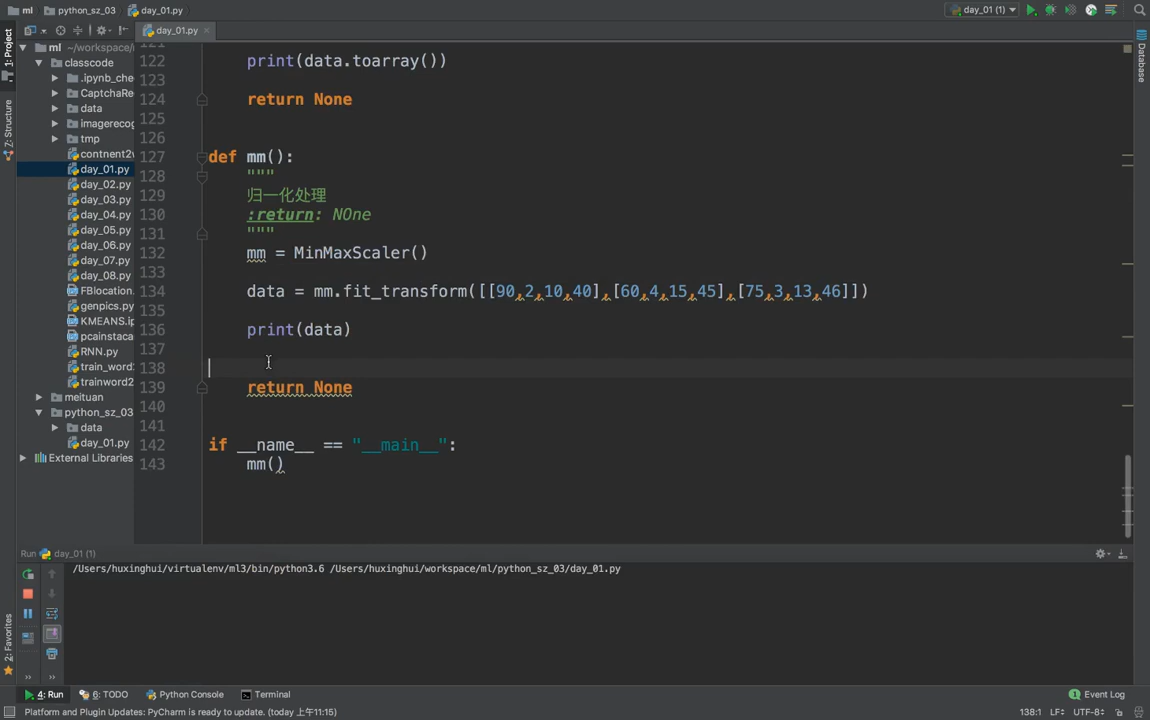 ml
python_sz_03
day_01.py
day_01 (1)
1: Project
Z: Structure
2: Favorites
Database
day_01.py
ml ~/workspace/
classcode
.ipynb_che
CaptchaRe
data
imagerecog
tmp
day_01.py
day_02.py
day_03.py
day_04.py
day_05.py
day_06.py
day_07.py
day_08.py
FBlocation.
genpics.py
KMEANS.ip
pcainstaca
RNN.py
train_word2
trainword2
meituan
python_sz_03
data
day_01.py
External Libraries
122 print(data.toarray())
123
124 return None
125
126
127 def mm():
128 """
129 归一化处理
130 :return: NOne
131 """
132 mm = MinMaxScaler()
133
134 data = mm.fit_transform([[90,2,10,40],[60,4,15,45],[75,3,13,46]])
135
136 print(data)
137
138
139 return None
140
141
142 if __name__ == "__main__":
143 mm()
Run day_01 (1)
/Users/huxinghui/virtualenv/ml3/bin/python3.6 /Users/huxinghui/workspace/ml/python_sz_03/day_01.py
4: Run
6: TODO
Python Console
Terminal
1 Event Log
Platform and Plugin Updates: PyCharm is ready to update. (today 上午11:15)
138:1 LF UTF-8